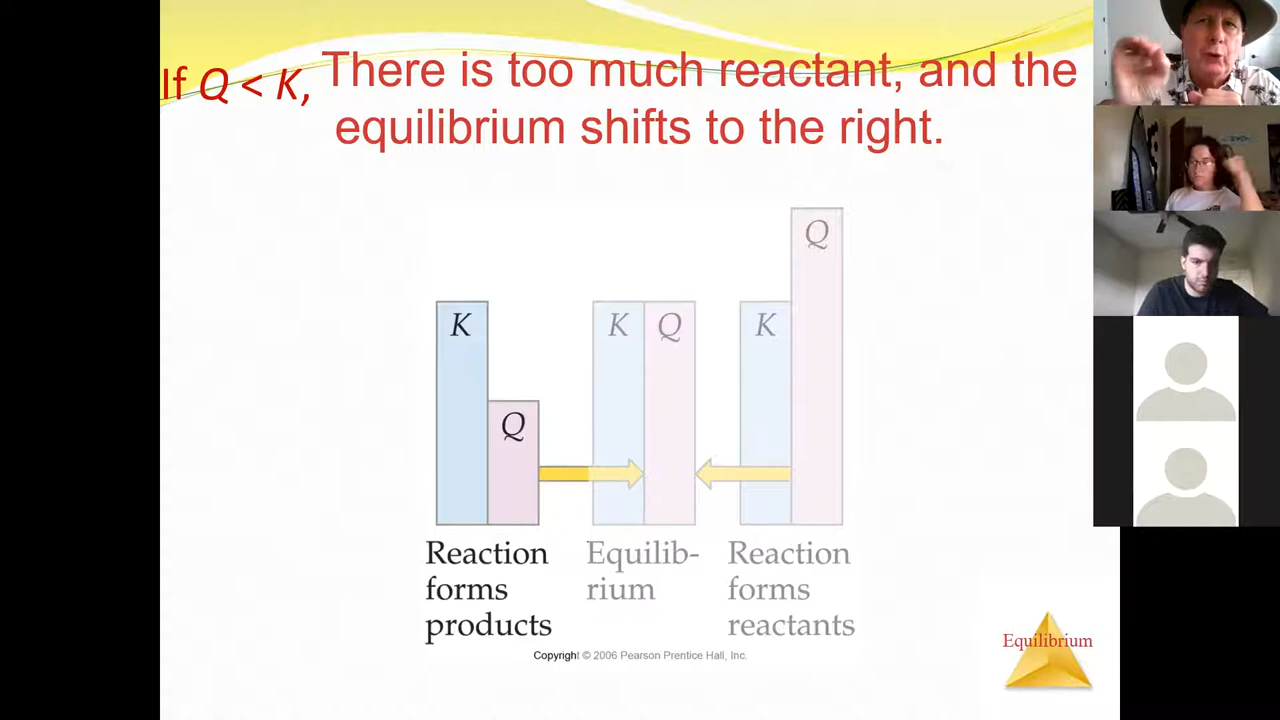 If Q < K, There is too much reactant, and the
equilibrium shifts to the right.
Q
K
K Q
K
Q
Reaction
forms
products
Equilib-
rium
Reaction
forms
reactants
Copyright © 2006 Pearson Prentice Hall, Inc.
Equilibrium